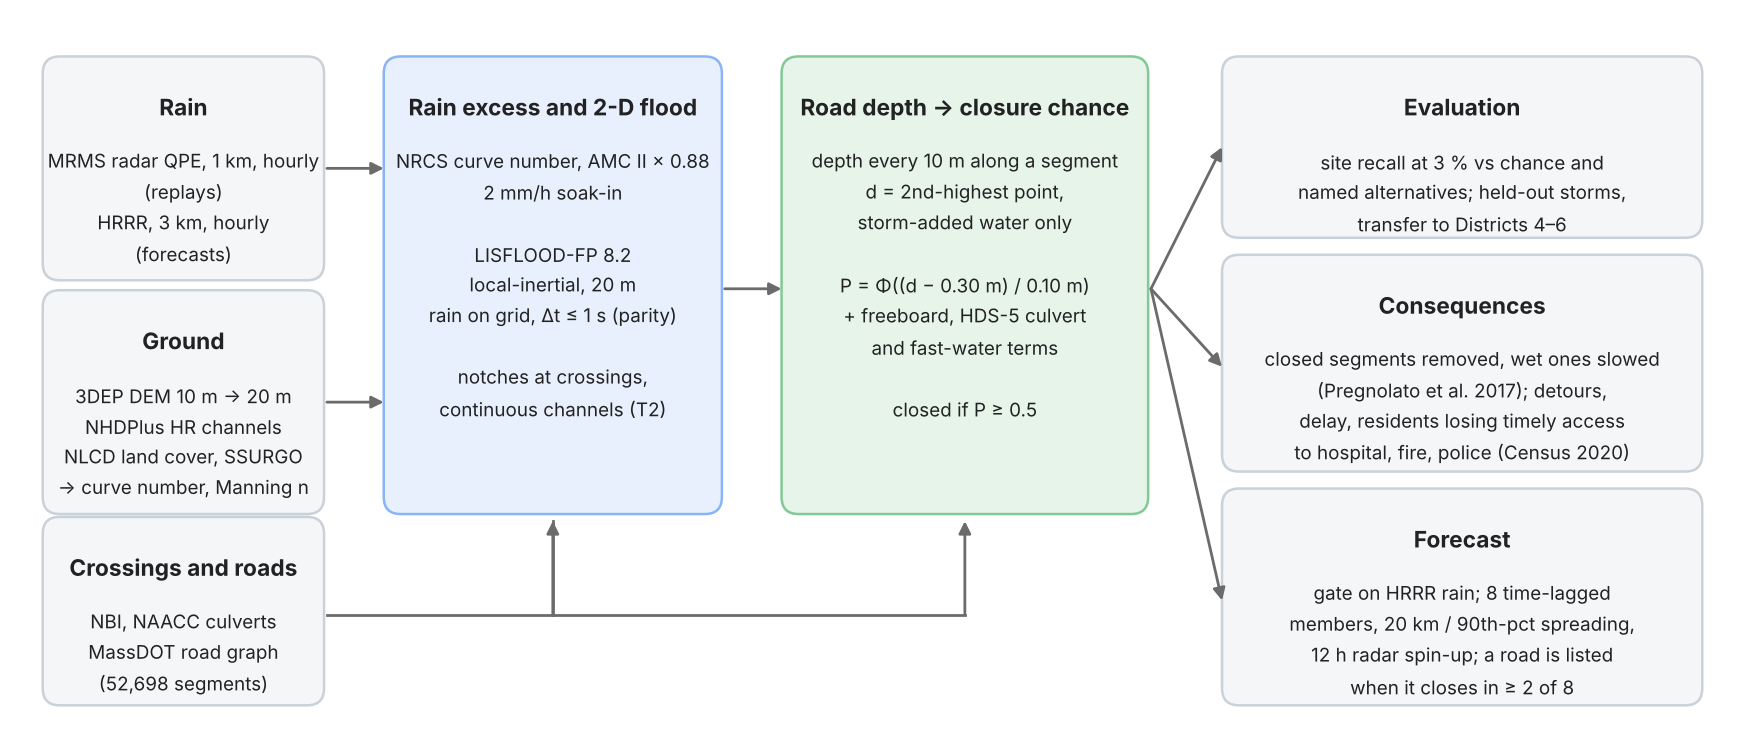 Rain
MRMS radar QPE, 1 km, hourly
(replays)
HRRR, 3 km, hourly
(forecasts)
Ground
3DEP DEM 10 m → 20 m
NHDPlus HR channels
NLCD land cover, SSURGO
→ curve number, Manning n
Crossings and roads
NBI, NAACC culverts
MassDOT road graph
(52,698 segments)
Rain excess and 2-D flood
NRCS curve number, AMC II × 0.88
2 mm/h soak-in
LISFLOOD-FP 8.2
local-inertial, 20 m
rain on grid, Δt ≤ 1 s (parity)
notches at crossings,
continuous channels (T2)
Road depth → closure chance
depth every 10 m along a segment
d = 2nd-highest point,
storm-added water only
P = Φ((d − 0.30 m) / 0.10 m)
+ freeboard, HDS-5 culvert
and fast-water terms
closed if P ≥ 0.5
Evaluation
site recall at 3 % vs chance and
named alternatives; held-out storms,
transfer to Districts 4–6
Consequences
closed segments removed, wet ones slowed
(Pregnolato et al. 2017); detours,
delay, residents losing timely access
to hospital, fire, police (Census 2020)
Forecast
gate on HRRR rain; 8 time-lagged
members, 20 km / 90th-pct spreading,
12 h radar spin-up; a road is listed
when it closes in ≥ 2 of 8